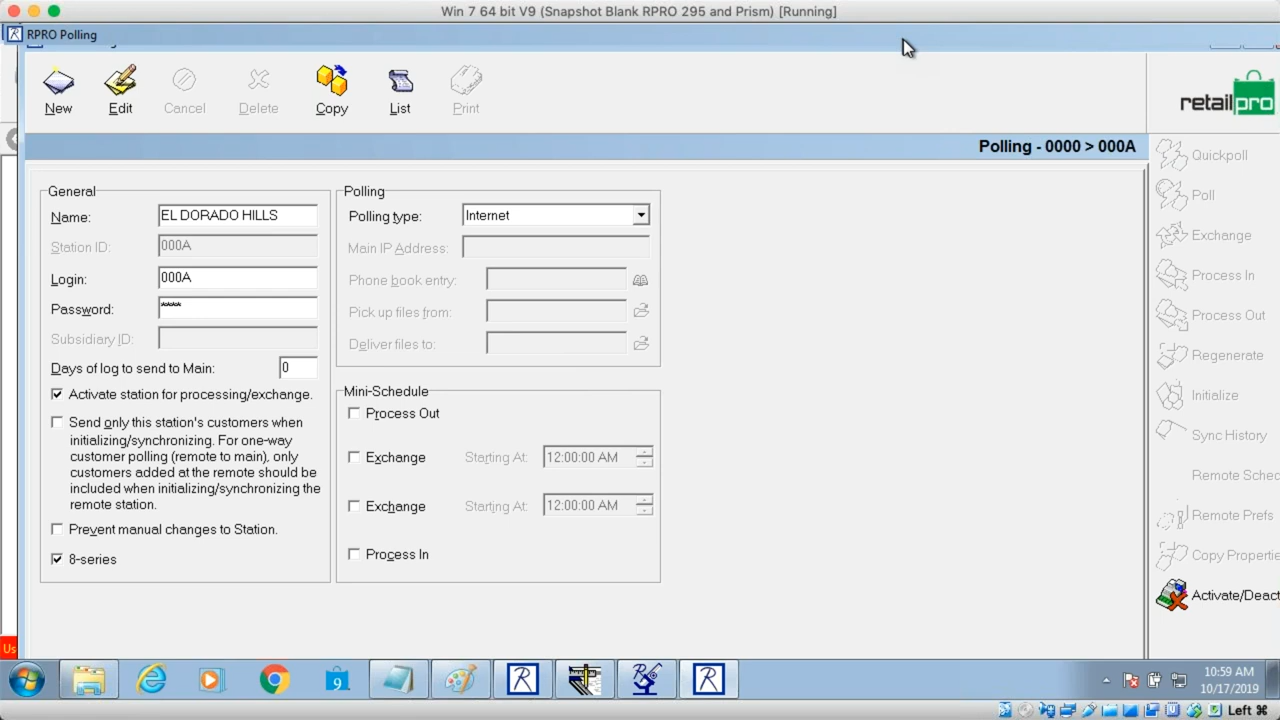 Win 7 64 bit V9 (Snapshot Blank RPRO 295 and Prism) [Running]
RPRO Polling
New
Edit
Cancel
Delete
Copy
List
Print
retailpro
Polling - 0000 > 000A
General
Name:
EL DORADO HILLS
Station ID:
000A
Login:
000A
Password:
****
Subsidiary ID:
Days of log to send to Main:
0
Activate station for processing/exchange.
Send only this station's customers when
initializing/synchronizing. For one-way
customer polling (remote to main), only
customers added at the remote should be
included when initializing/synchronizing the
remote station.
Prevent manual changes to Station.
8-series
Polling
Polling type:
Internet
Main IP Address:
Phone book entry:
Pick up files from:
Deliver files to:
Mini-Schedule
Process Out
Exchange
Starting At:
12:00:00 AM
Exchange
Starting At:
12:00:00 AM
Process In
Quickpoll
Poll
Exchange
Process In
Process Out
Regenerate
Initialize
Sync History
Remote Sched
Remote Prefs
Copy Propertie
Activate/Deact
Us
9
10:59 AM
10/17/2019
Left ⌘